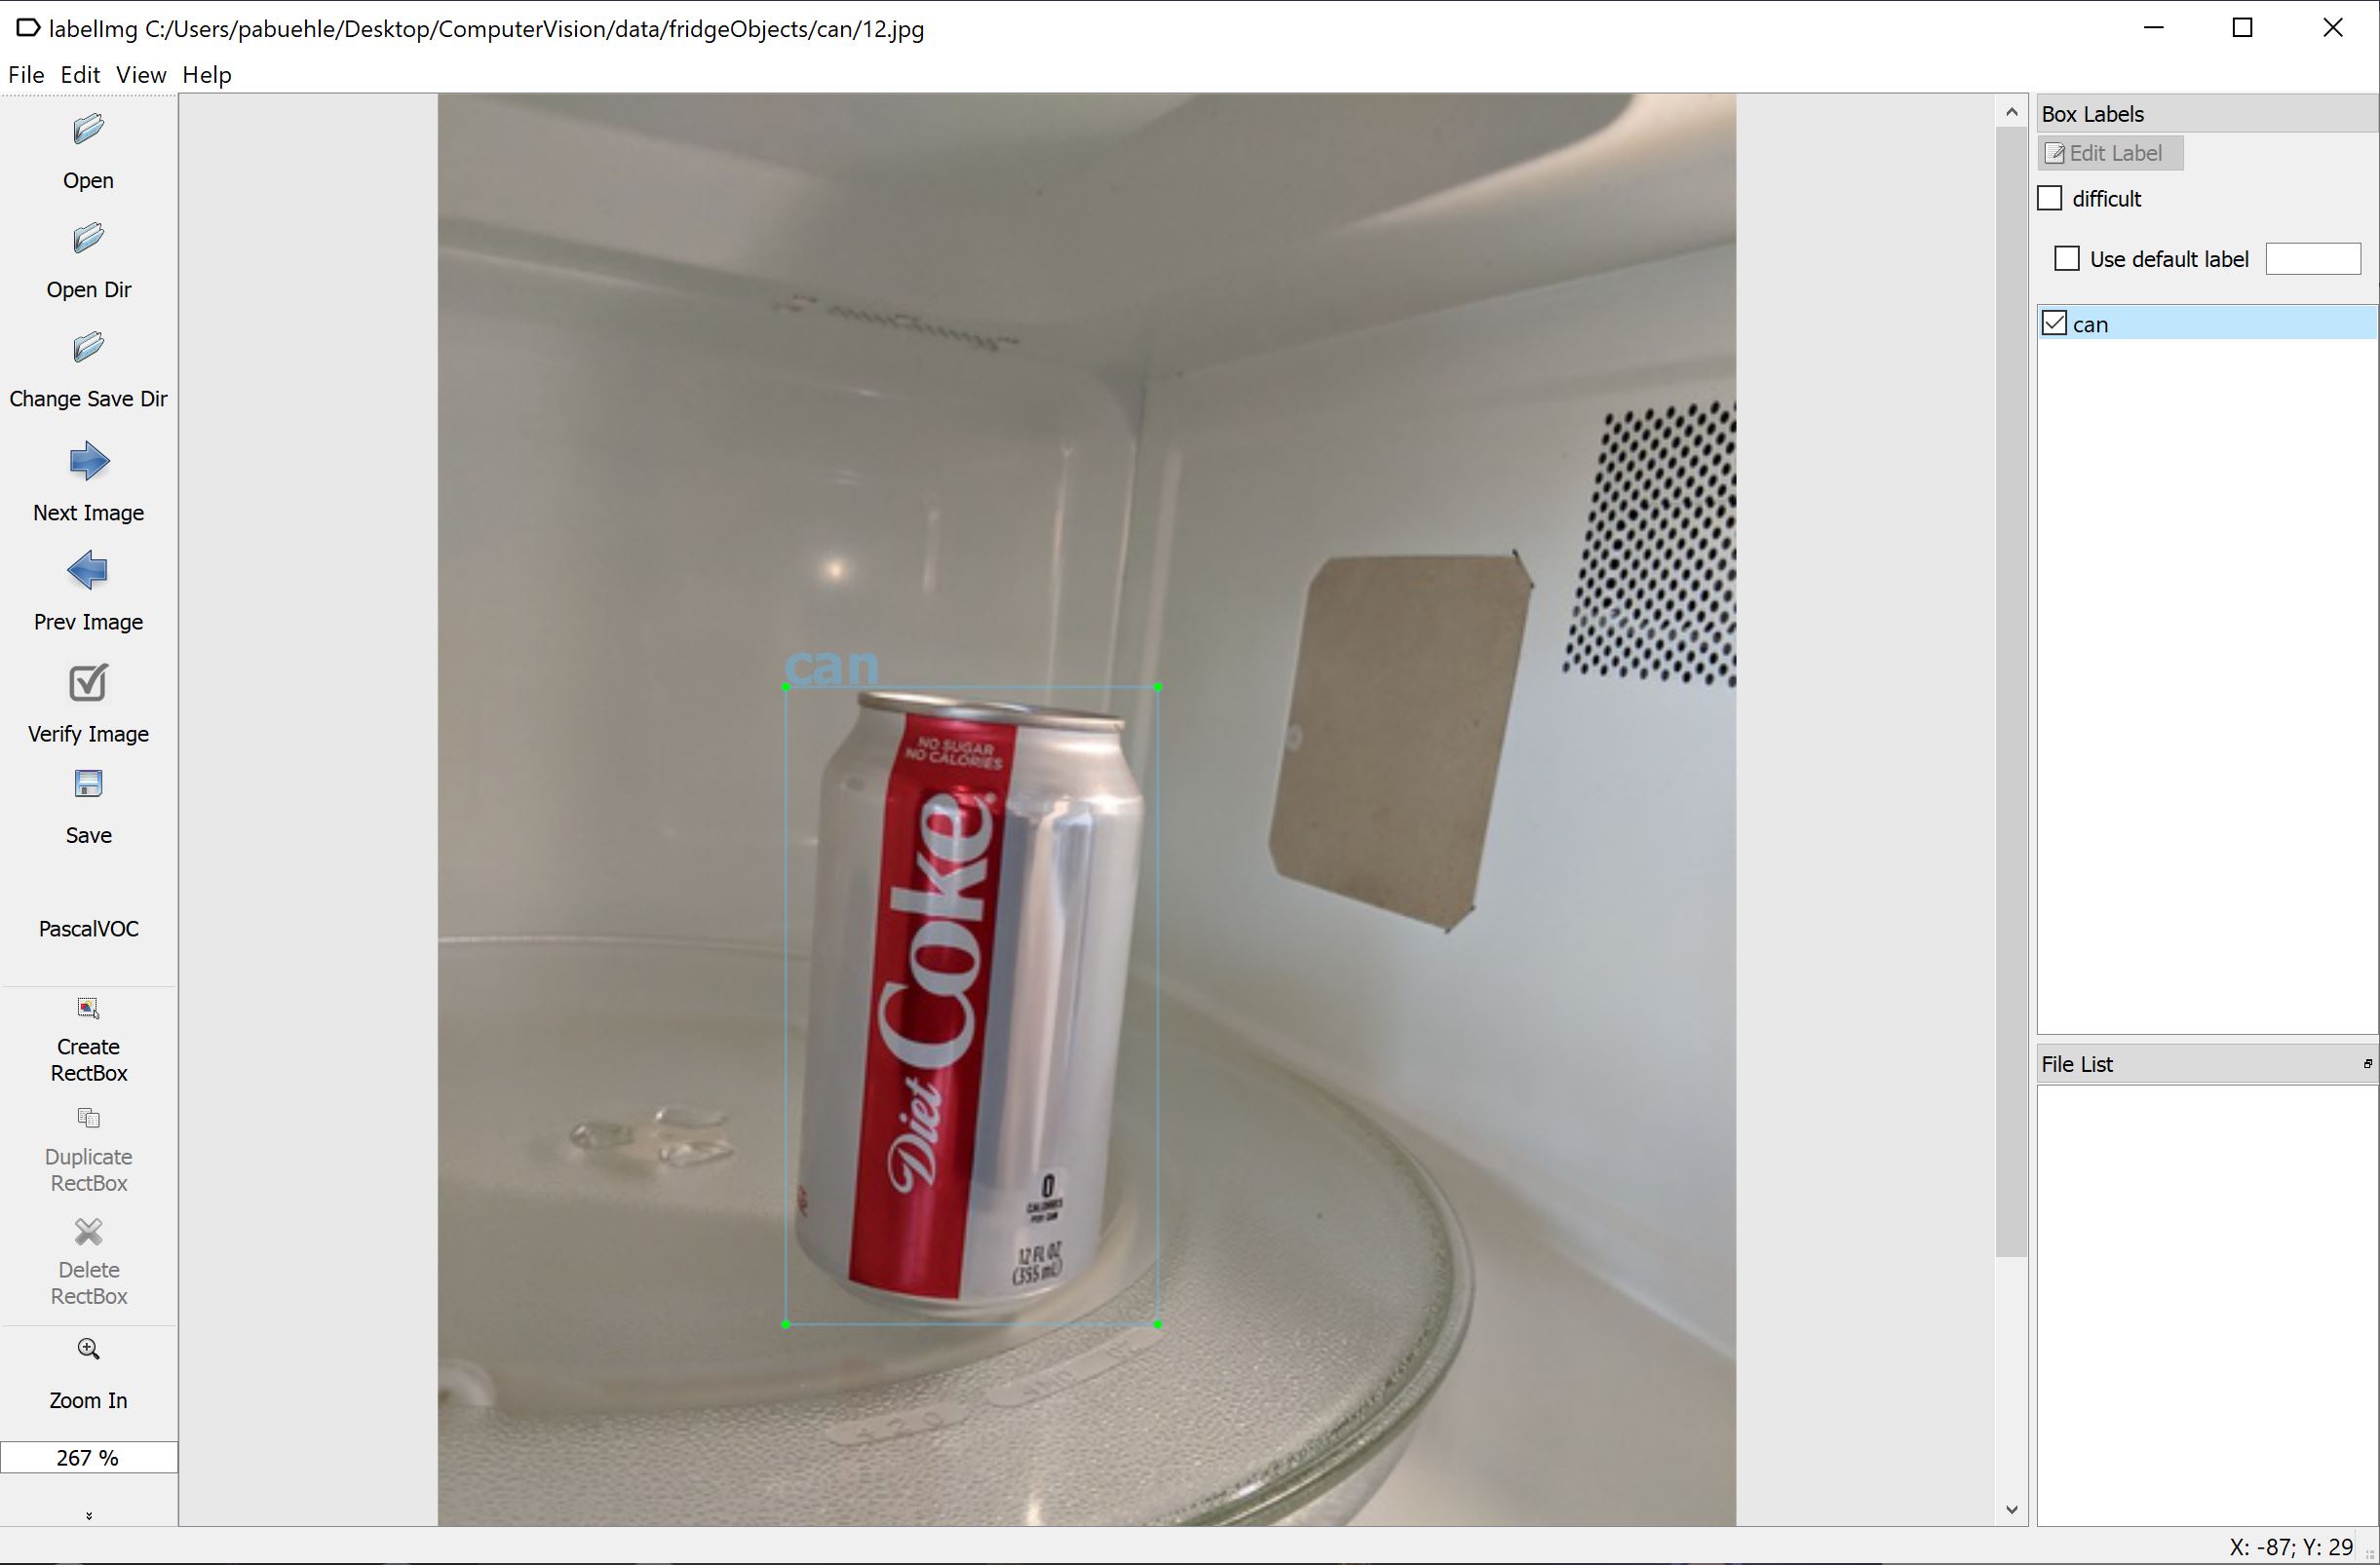 labelImg C:/Users/pabuehle/Desktop/ComputerVision/data/fridgeObjects/can/12.jpg
File Edit View Help
Open
Open Dir
Change Save Dir
Next Image
Prev Image
Verify Image
Save
PascalVOC
Create
RectBox
Duplicate
RectBox
Delete
RectBox
Zoom In
267 %
can
NO SUGAR
NO CALORIES
Diet Coke
0
CALORIES
PER CAN
12 FL OZ
(355 mL)
Box Labels
Edit Label
difficult
Use default label
can
File List
X: -87; Y: 29